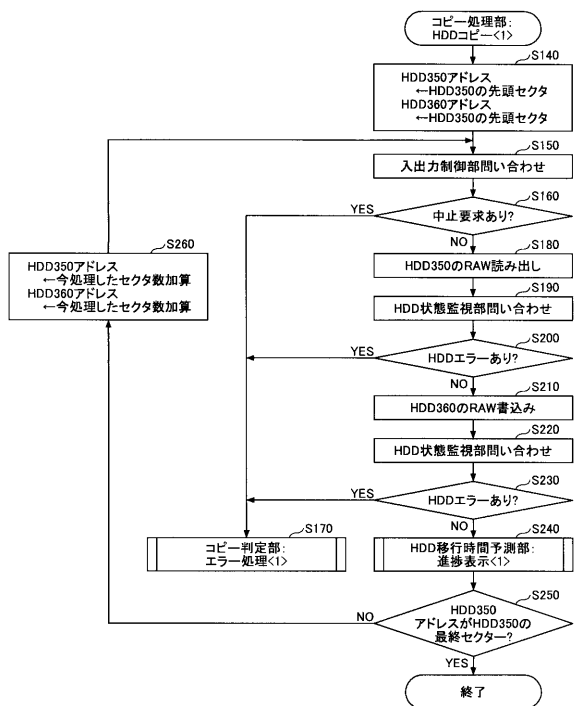 コピー処理部:
HDDコピー<1>
S140
HDD350アドレス
←HDD350の先頭セクタ
HDD360アドレス
←HDD350の先頭セクタ
S150
入出力制御部問い合わせ
S160
YES
中止要求あり?
NO
S260
HDD350アドレス
←今処理したセクタ数加算
HDD360アドレス
←今処理したセクタ数加算
S180
HDD350のRAW読み出し
S190
HDD状態監視部問い合わせ
S200
YES
HDDエラーあり?
NO
S210
HDD360のRAW書込み
S220
HDD状態監視部問い合わせ
S230
YES
HDDエラーあり?
NO
S170
コピー判定部:
エラー処理<1>
S240
HDD移行時間予測部:
進捗表示<1>
S250
NO
HDD350
アドレスがHDD350の
最終セクター?
YES
終了